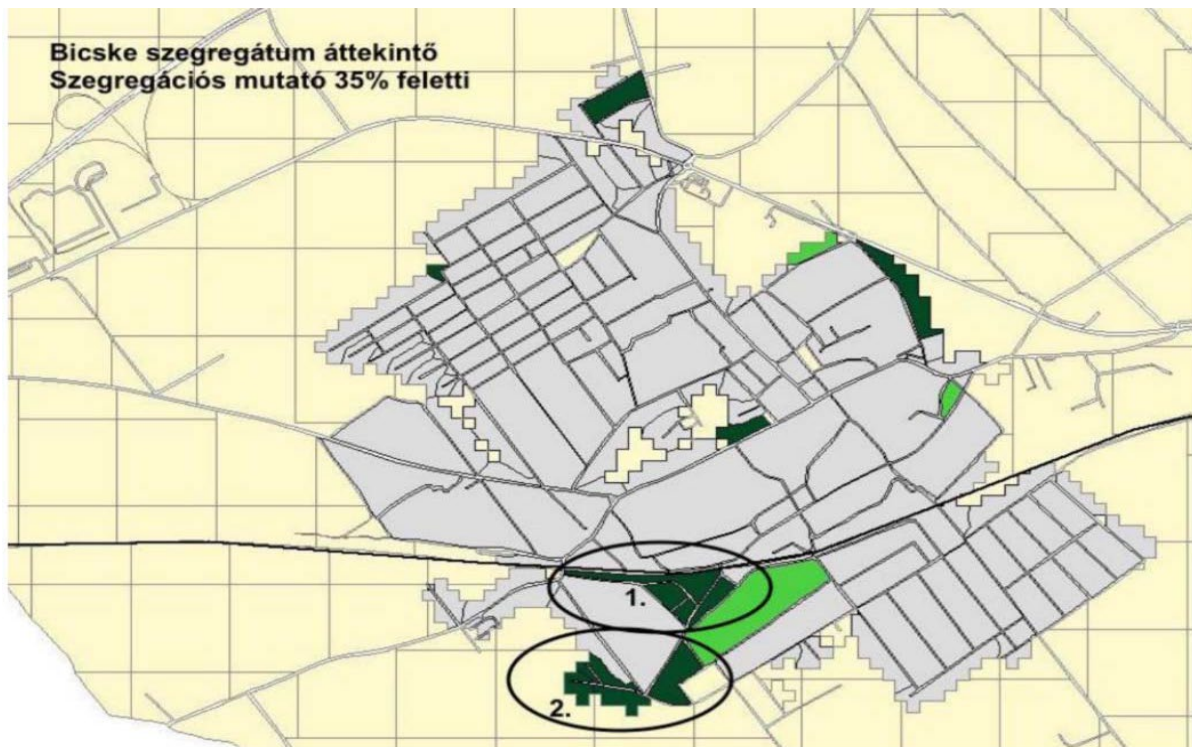 Bicske szegregátum áttekintő
Szegregációs mutató 35% feletti
1.
2.